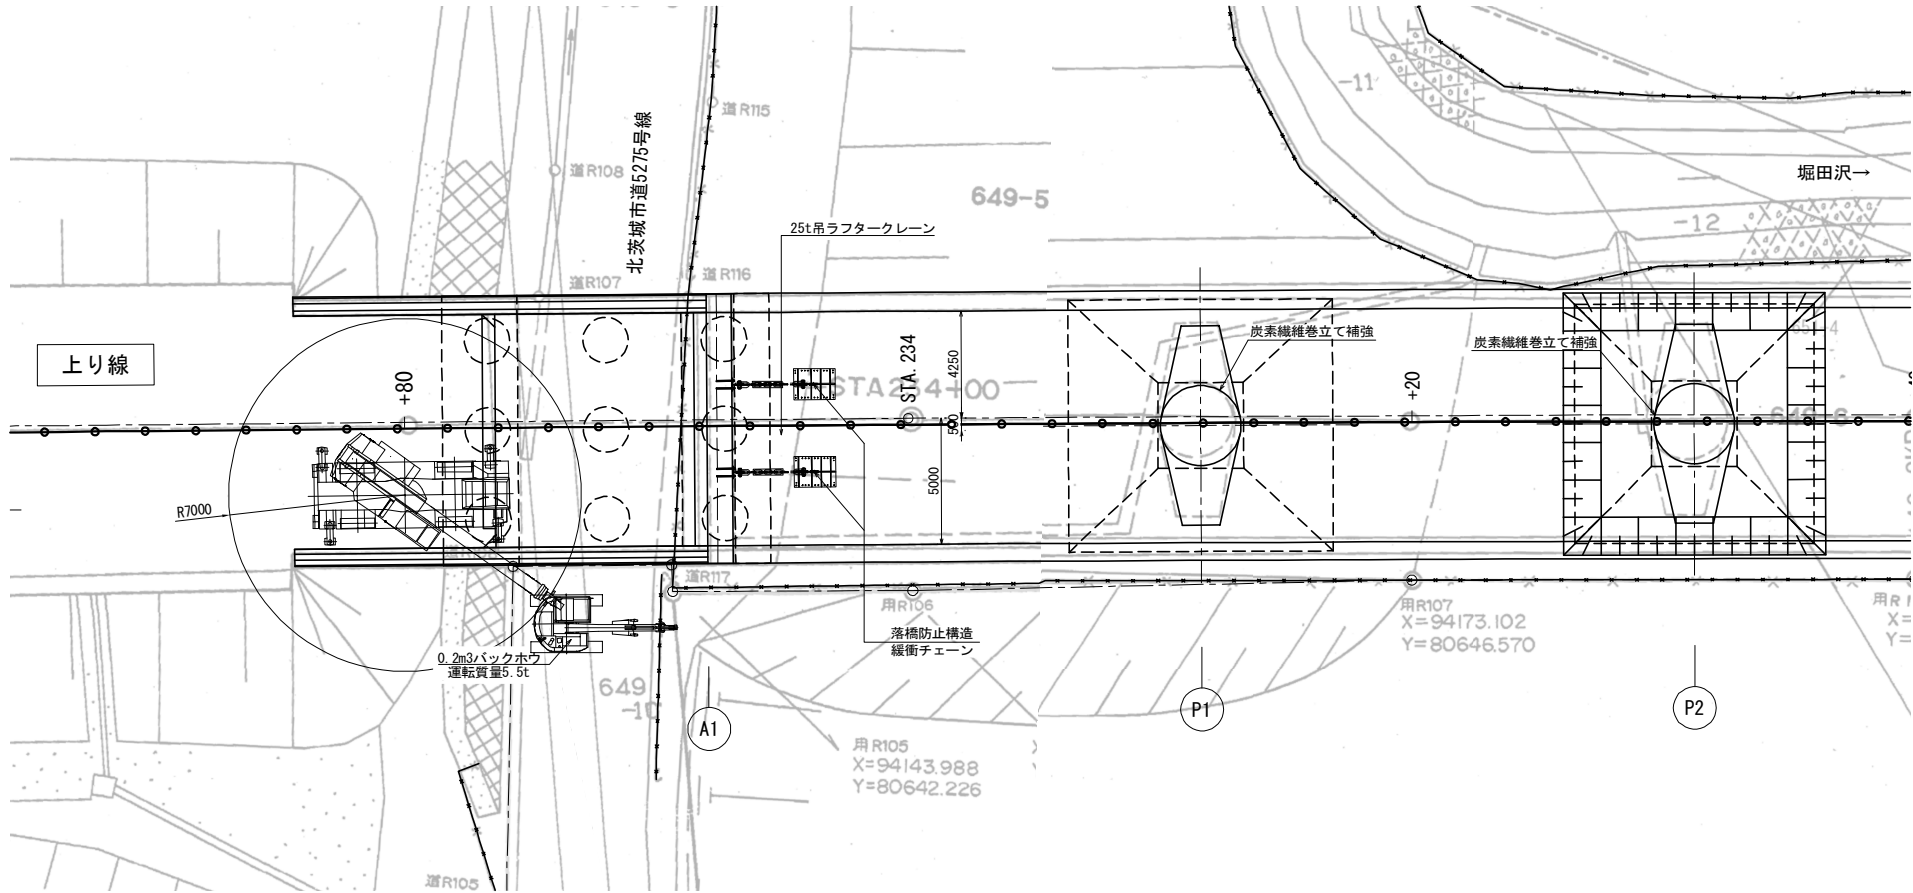 道R115
-11
北茨城市道5275号線
道R108
649-5
堀田沢→
-12
25t吊ラフタークレーン
道R107
道R116
炭素繊維巻立て補強
炭素繊維巻立て補強
上り線
+80
STA.234
STA234+00
4250
500
5000
+20
R7000
道R117
用R106
用R107
X=94173.102
Y=80646.570
落橋防止構造
緩衝チェーン
0.2m3バックホウ
運転質量5.5t
649
-10
A1
P1
P2
用R105
X=94143.988
Y=80642.226
道R105